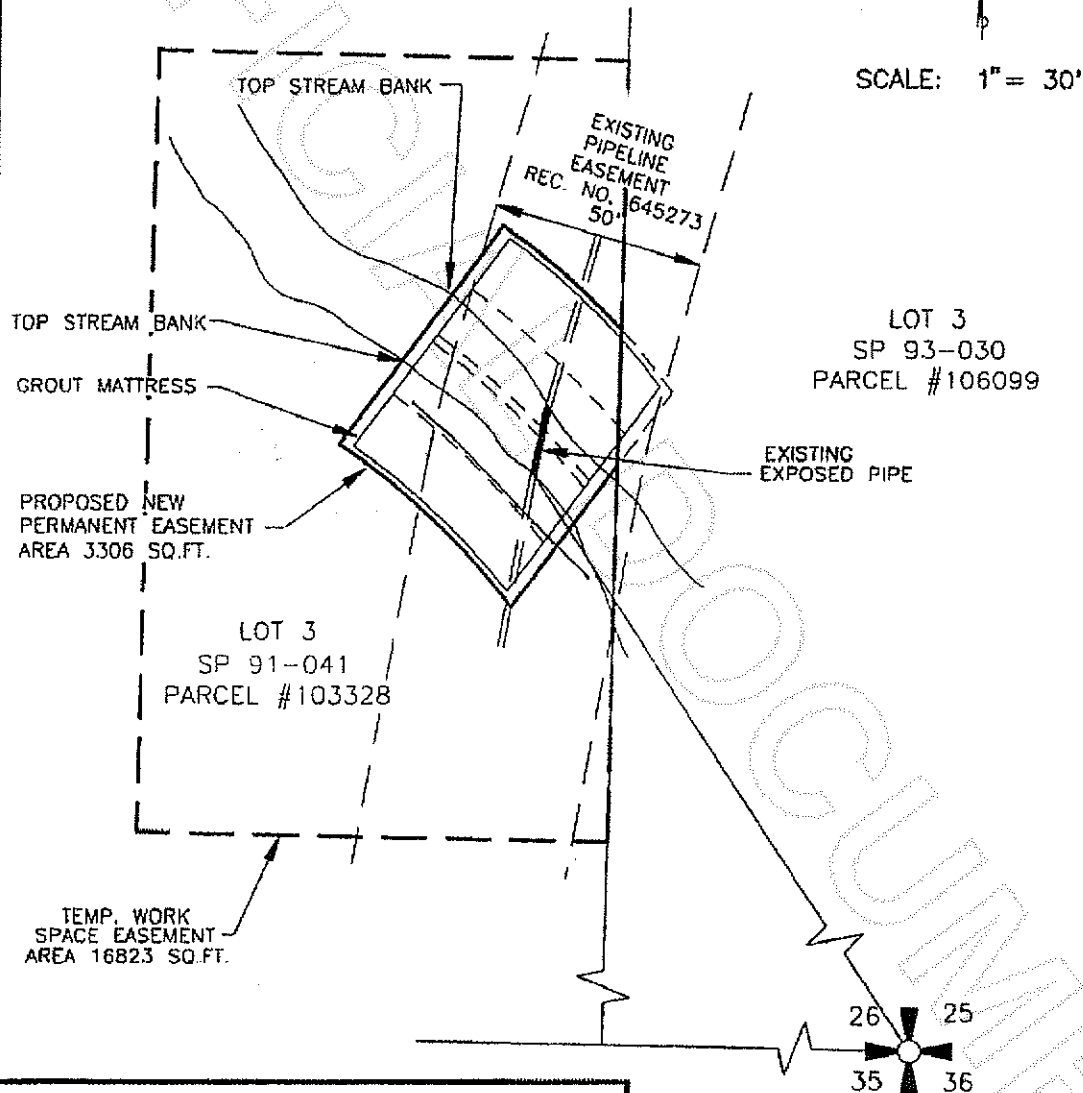 SCALE: 1" = 30'
TOP STREAM BANK
EXISTING
PIPELINE
EASEMENT
REC. NO. 645273
50'
TOP STREAM BANK
GROUT MATTRESS
LOT 3
SP 93-030
PARCEL #106099
EXISTING
EXPOSED PIPE
PROPOSED NEW
PERMANENT EASEMENT
AREA 3306 SQ.FT.
LOT 3
SP 91-041
PARCEL #103328
TEMP. WORK
SPACE EASEMENT
AREA 16823 SQ.FT.
26 25
35 36